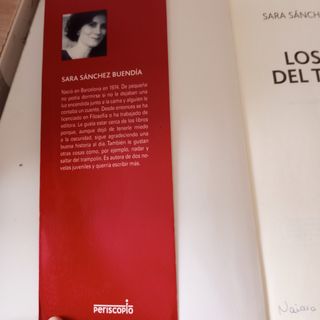 SARA SÁNCHEZ BUENDÍA
Nació en Barcelona en 1974. De pequeña
no podía dormirse si no le dejaban una
luz encendida junto a la cama y alguien le
contaba un cuento. Desde entonces se ha
licenciado en Filosofía y ha trabajado de
editora. Le gusta estar cerca de los libros
porque, aunque dejó de tenerle miedo
a la oscuridad, sigue agradeciendo una
buena historia al día. También le gustan
otras cosas como, por ejemplo, nadar y
saltar del trampolín. Es autora de dos no-
velas juveniles y querría escribir más.
PERISCOPIO
SARA SÁNCH
LOS
DEL T
Naiara